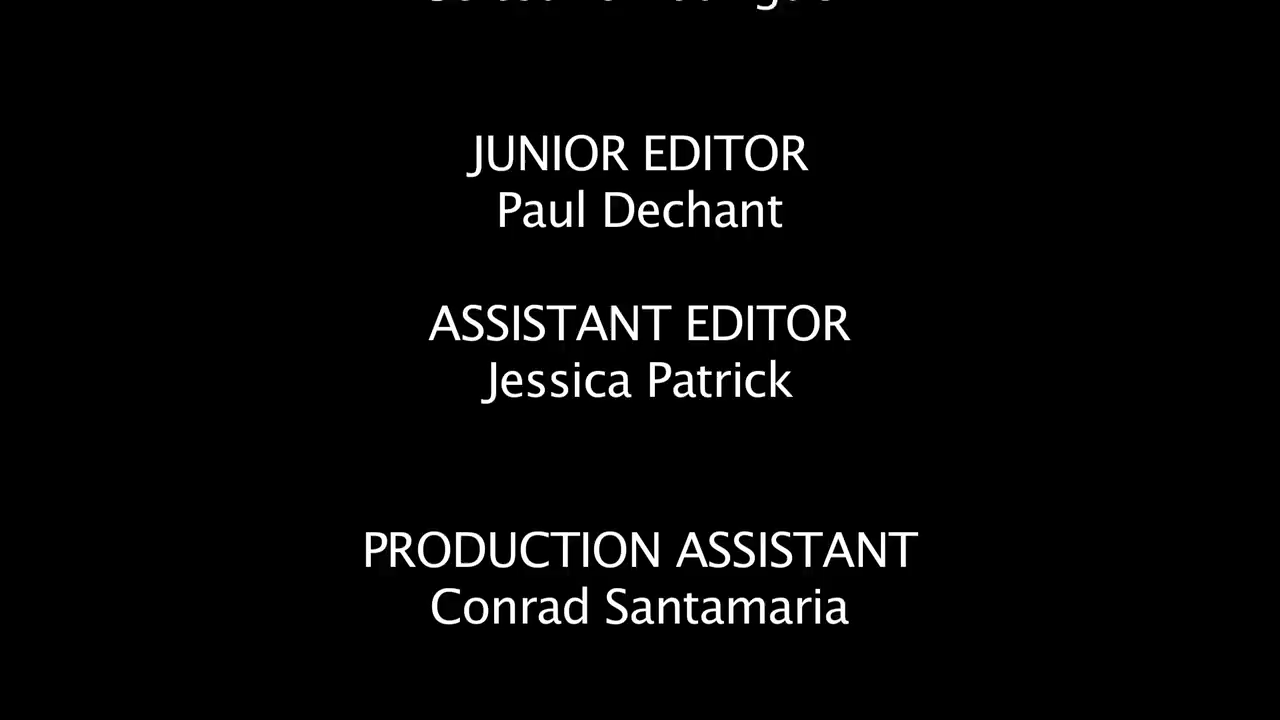 JUNIOR EDITOR
Paul Dechant
ASSISTANT EDITOR
Jessica Patrick
PRODUCTION ASSISTANT
Conrad Santamaria